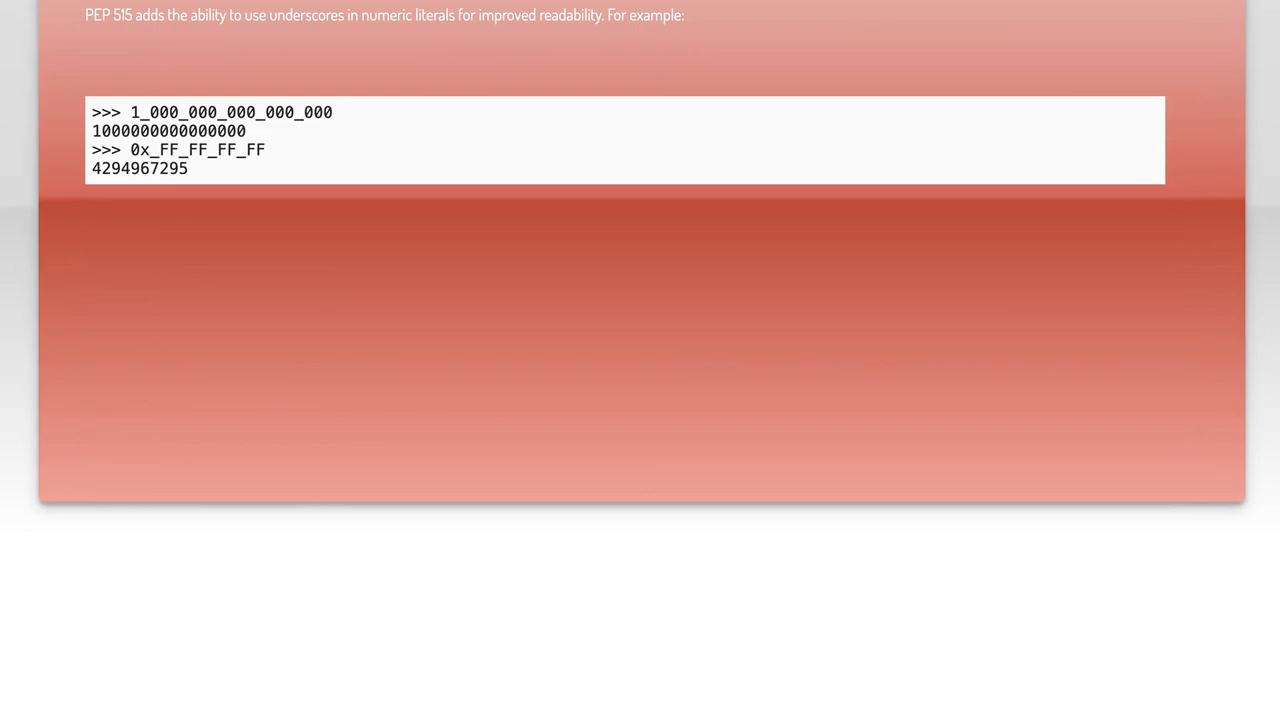 PEP 515 adds the ability to use underscores in numeric literals for improved readability. For example:
>>> 1_000_000_000_000_000
1000000000000000
>>> 0x_FF_FF_FF_FF
4294967295